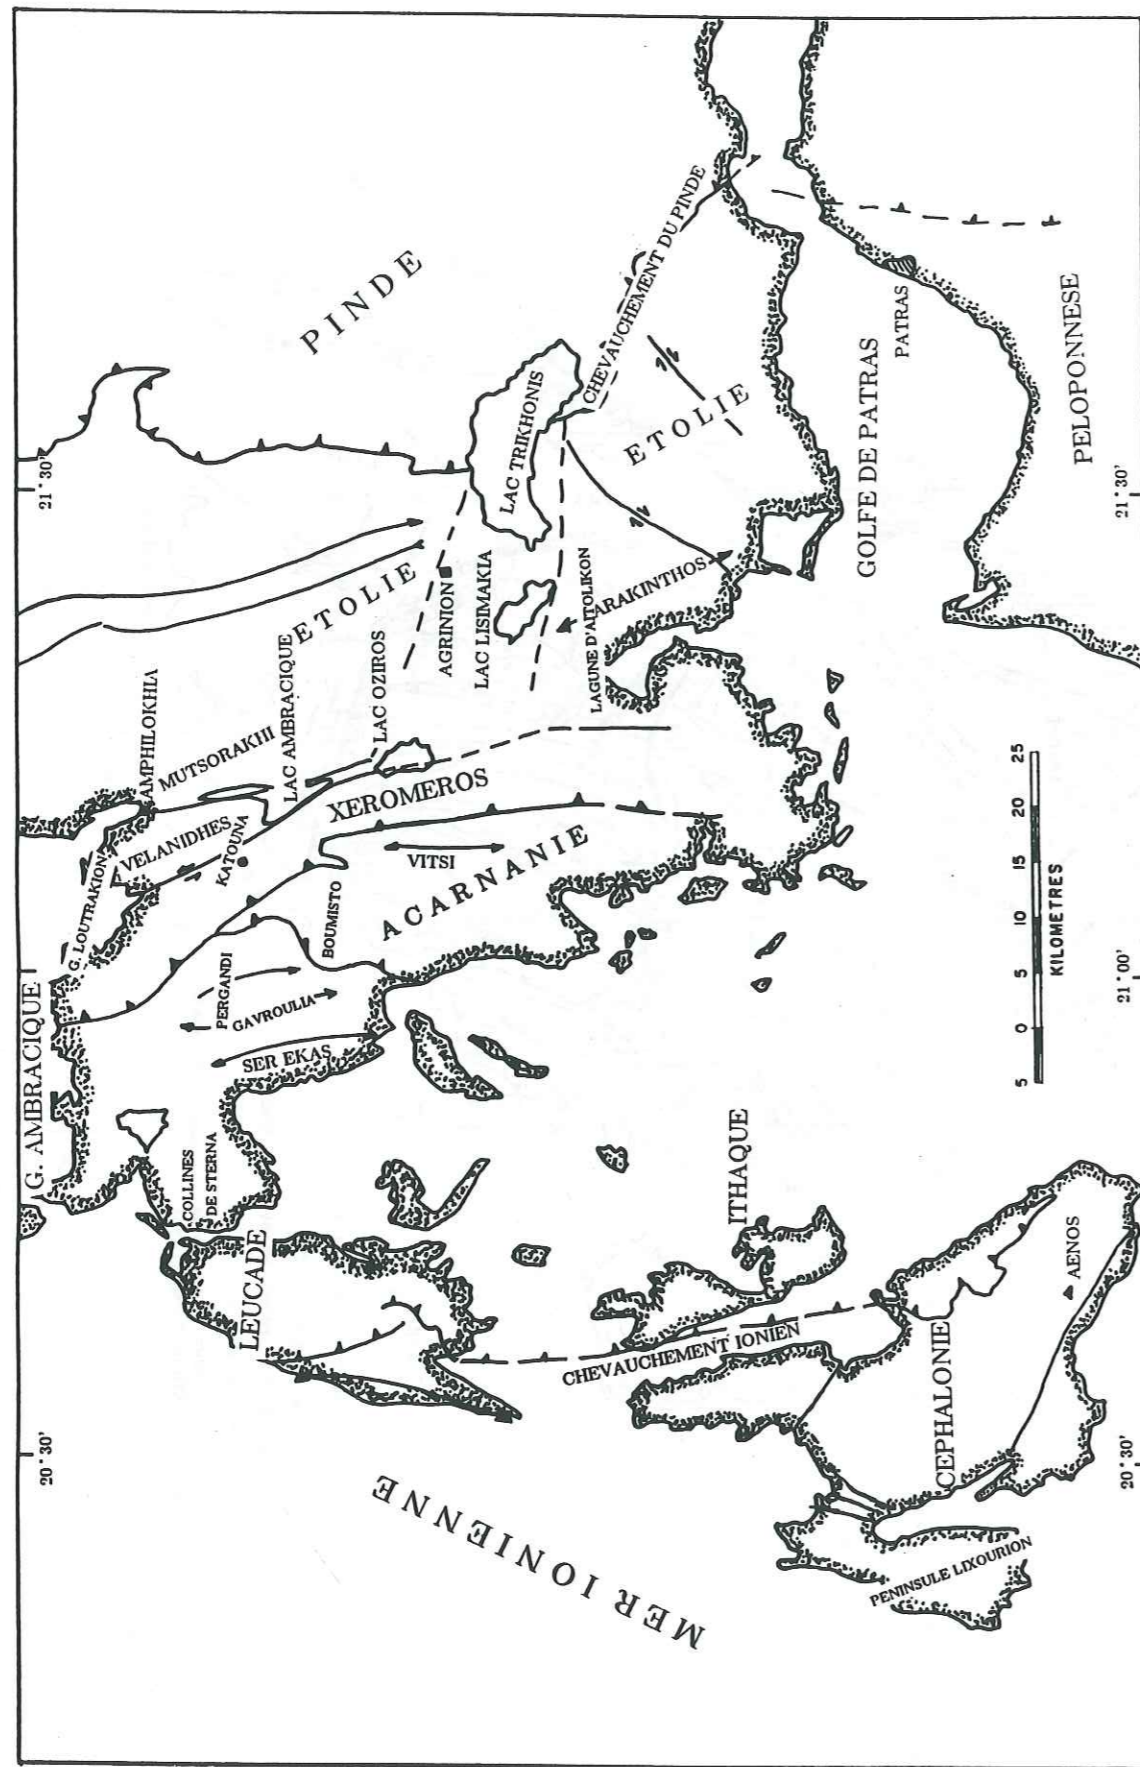 G. AMBRACIQUE
G. LOUTRAKION
VELANIDHES
AMPHILOKHIA
MUTSORAKHI
KATOUNA
LAC AMBRACIQUE
LAC OZIROS
ETOLIE
PINDE
21°30'
AGRINION
LAC LISIMAKIA
LAC TRIKHONIS
CHEVAUCHEMENT DU PINDE
ETOLIE
LAGUNE D'AITOLIKON
ARAKINTHOS
XEROMEROS
VITSI
ACARNANIE
BOUMISTO
PERGANDI
GAVROULIA
SER EKAS
COLLINES
DE STERNA
LEUCADE
20°30'
MER IONIENNE
CHEVAUCHEMENT IONIEN
ITHAQUE
CEPHALONIE
AENOS
PENINSULE LIXOURION
20°30'
GOLFE DE PATRAS
PATRAS
PELOPONNESE
21°30'
21°00'
5 0 5 10 15 20 25
KILOMETRES